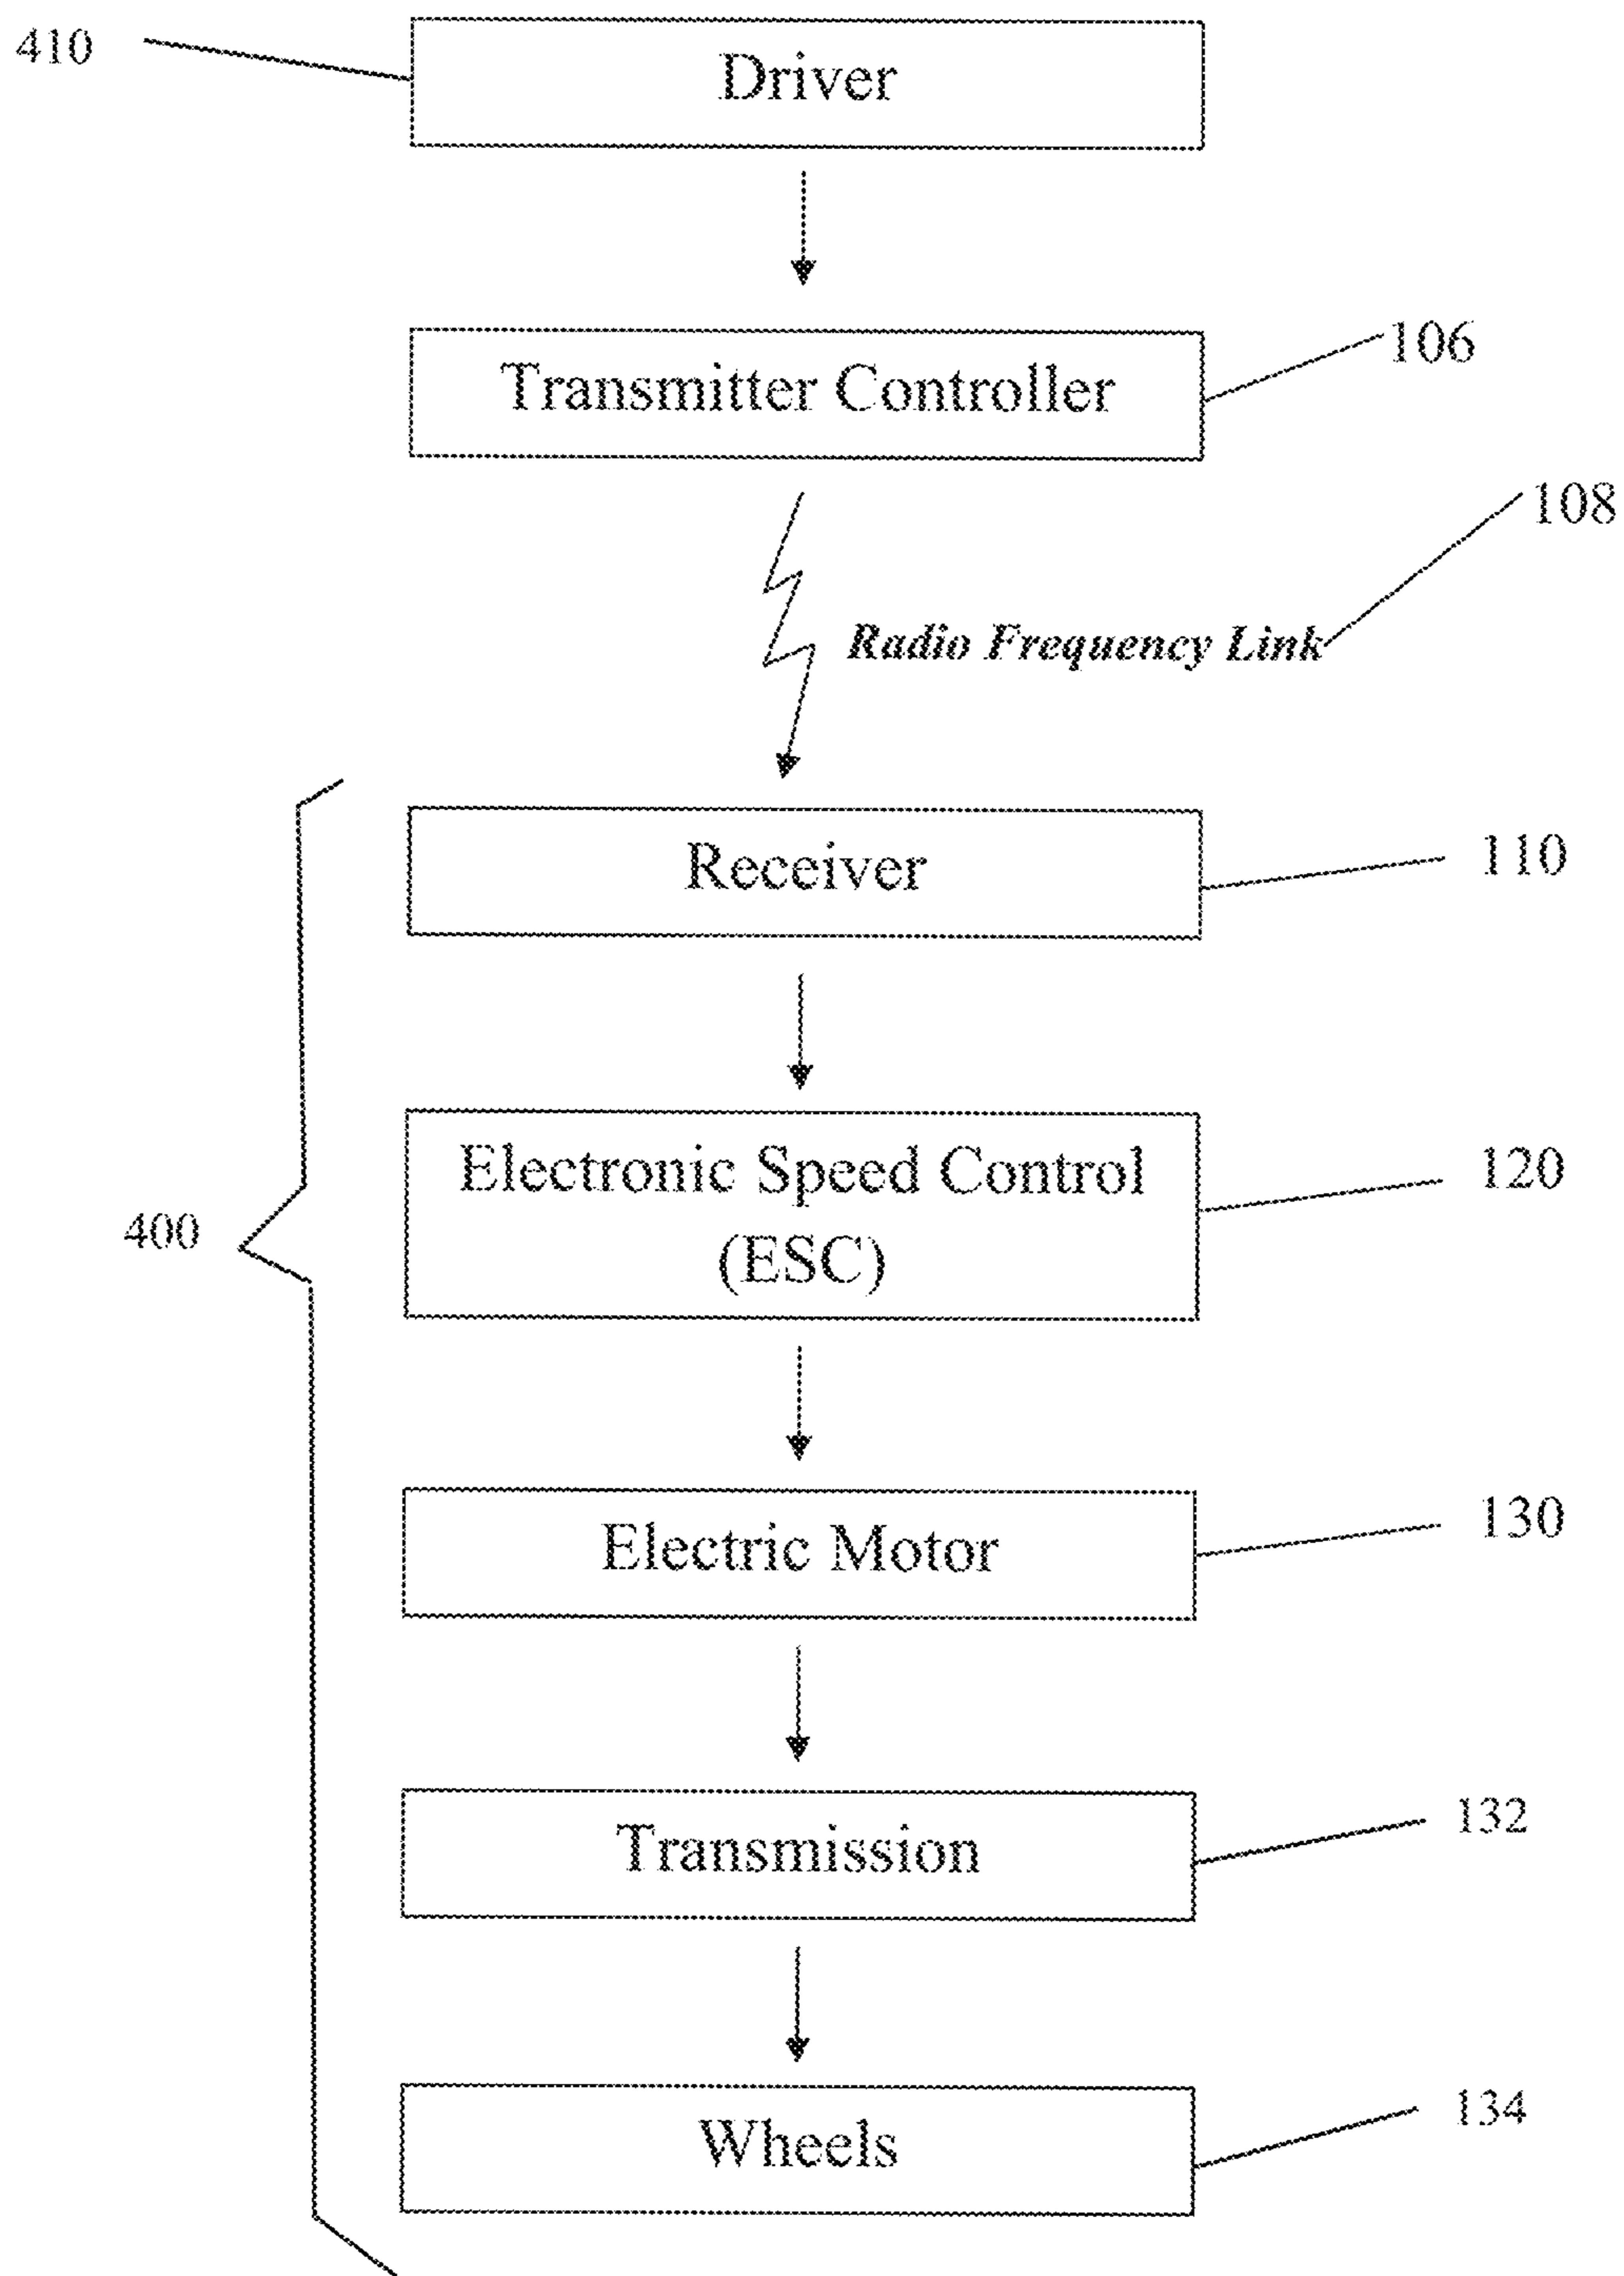 410
Driver
Transmitter Controller
106
108
Radio Frequency Link
Receiver
110
Electronic Speed Control
(ESC)
120
400
Electric Motor
130
Transmission
132
Wheels
134